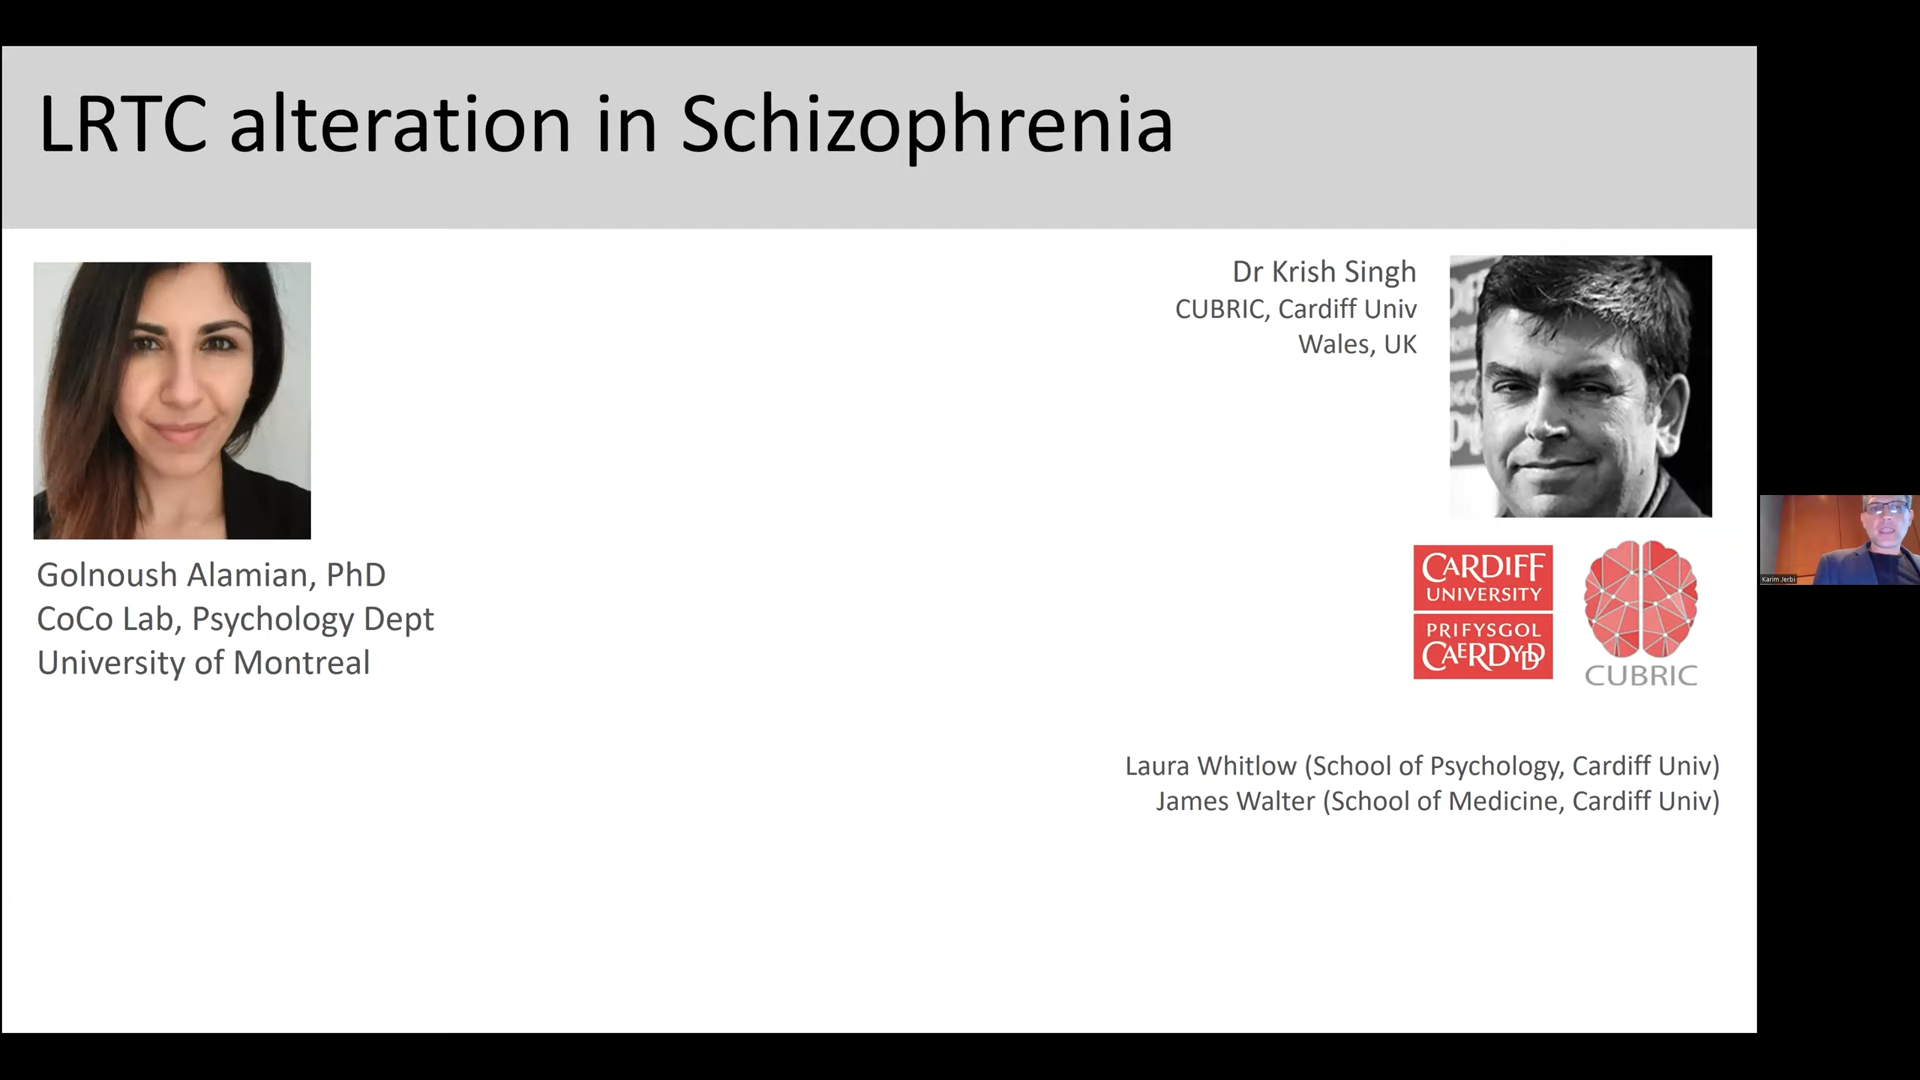 LRTC alteration in Schizophrenia
Golnoush Alamian, PhD
CoCo Lab, Psychology Dept
University of Montreal
Dr Krish Singh
CUBRIC, Cardiff Univ
Wales, UK
CARDIFF
UNIVERSITY
PRIFYSGOL
CAERDYDD
CUBRIC
Laura Whitlow (School of Psychology, Cardiff Univ)
James Walter (School of Medicine, Cardiff Univ)
Karim Jerbi